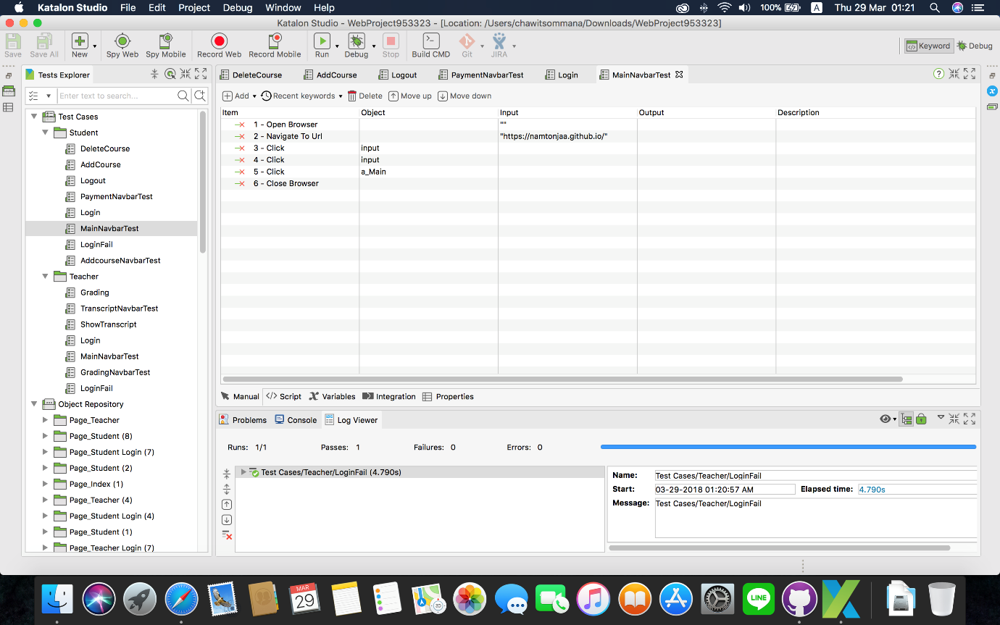 Katalon Studio File Edit Project Debug Window Help 100% A Thu 29 Mar 01:21
Katalon Studio - WebProject953323 - [Location: /Users/chawitsommana/Downloads/WebProject953323]
Save Save All New Spy Web Spy Mobile Record Web Record Mobile Run Debug Stop Build CMD Git JIRA Keyword Debug
Tests Explorer
Enter text to search...
Test Cases
Student
DeleteCourse
AddCourse
Logout
PaymentNavbarTest
Login
MainNavbarTest
LoginFail
AddcourseNavbarTest
Teacher
Grading
TranscriptNavbarTest
ShowTranscript
Login
MainNavbarTest
GradingNavbarTest
LoginFail
Object Repository
Page_Teacher
Page_Student (8)
Page_Student Login (7)
Page_Student (2)
Page_Index (1)
Page_Teacher (4)
Page_Student Login (4)
Page_Student (1)
Page_Teacher Login (7)
DeleteCourse AddCourse Logout PaymentNavbarTest Login MainNavbarTest
Add Recent keywords Delete Move up Move down
Item Object Input Output Description
1 - Open Browser ""
2 - Navigate To Url "https://namtonjaa.github.io/"
3 - Click input
4 - Click input
5 - Click a_Main
6 - Close Browser
Manual </> Script Variables Integration Properties
Problems Console Log Viewer
Runs: 1/1 Passes: 1 Failures: 0 Errors: 0
Test Cases/Teacher/LoginFail (4.790s)
Name: Test Cases/Teacher/LoginFail
Start: 03-29-2018 01:20:57 AM Elapsed time: 4.790s
Message: Test Cases/Teacher/LoginFail
MAR
29
3D
LINE